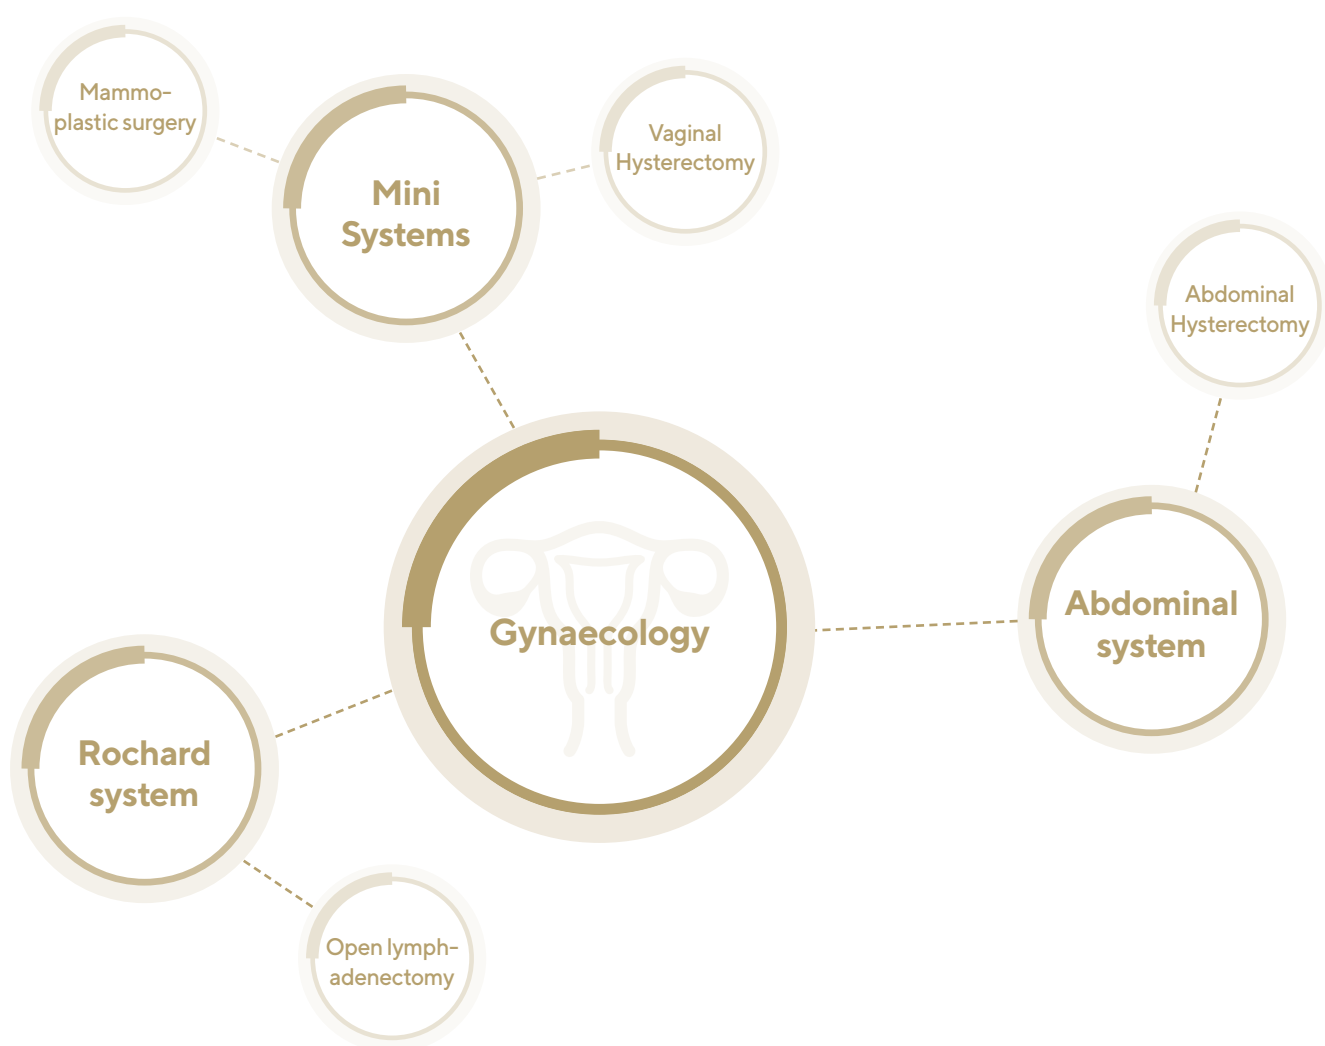 Mammo-
plastic surgery
Mini
Systems
Vaginal
Hysterectomy
Abdominal
Hysterectomy
Gynaecology
Abdominal
system
Rochard
system
Open lymph-
adenectomy